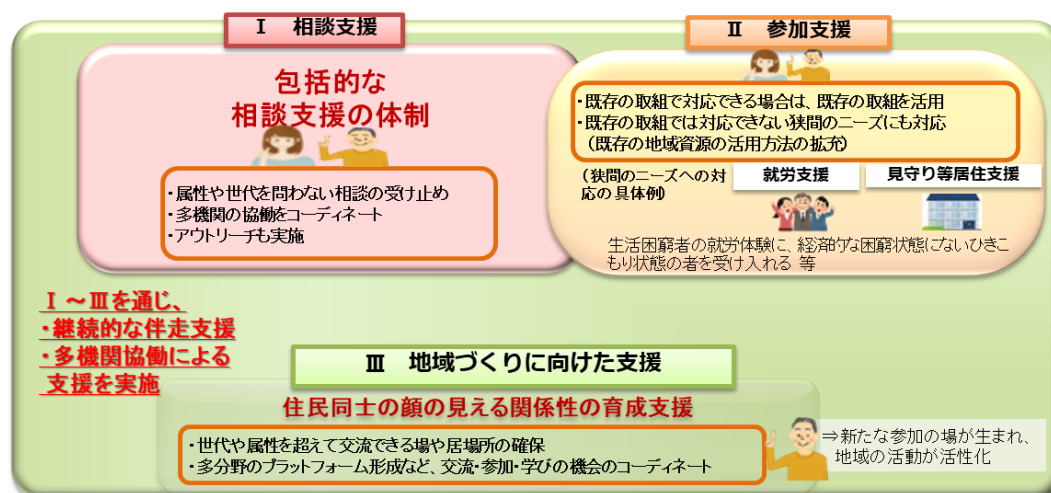 Ⅰ 相談支援
包括的な
相談支援の体制
・属性や世代を問わない相談の受け止め
・多機関の協働をコーディネート
・アウトリーチも実施
Ⅱ 参加支援
・既存の取組で対応できる場合は、既存の取組を活用
・既存の取組では対応できない狭間のニーズにも対応
（既存の地域資源の活用方法の拡充）
（狭間のニーズへの対
応の具体例）
就労支援
見守り等居住支援
生活困窮者の就労体験に、経済的な困窮状態にないひきこ
もり状態の者を受け入れる 等
Ⅰ～Ⅲを通じ、
・継続的な伴走支援
・多機関協働による
支援を実施
Ⅲ 地域づくりに向けた支援
住民同士の顔の見える関係性の育成支援
・世代や属性を超えて交流できる場や居場所の確保
・多分野のプラットフォーム形成など、交流・参加・学びの機会のコーディネート
⇒新たな参加の場が生まれ、
地域の活動が活性化